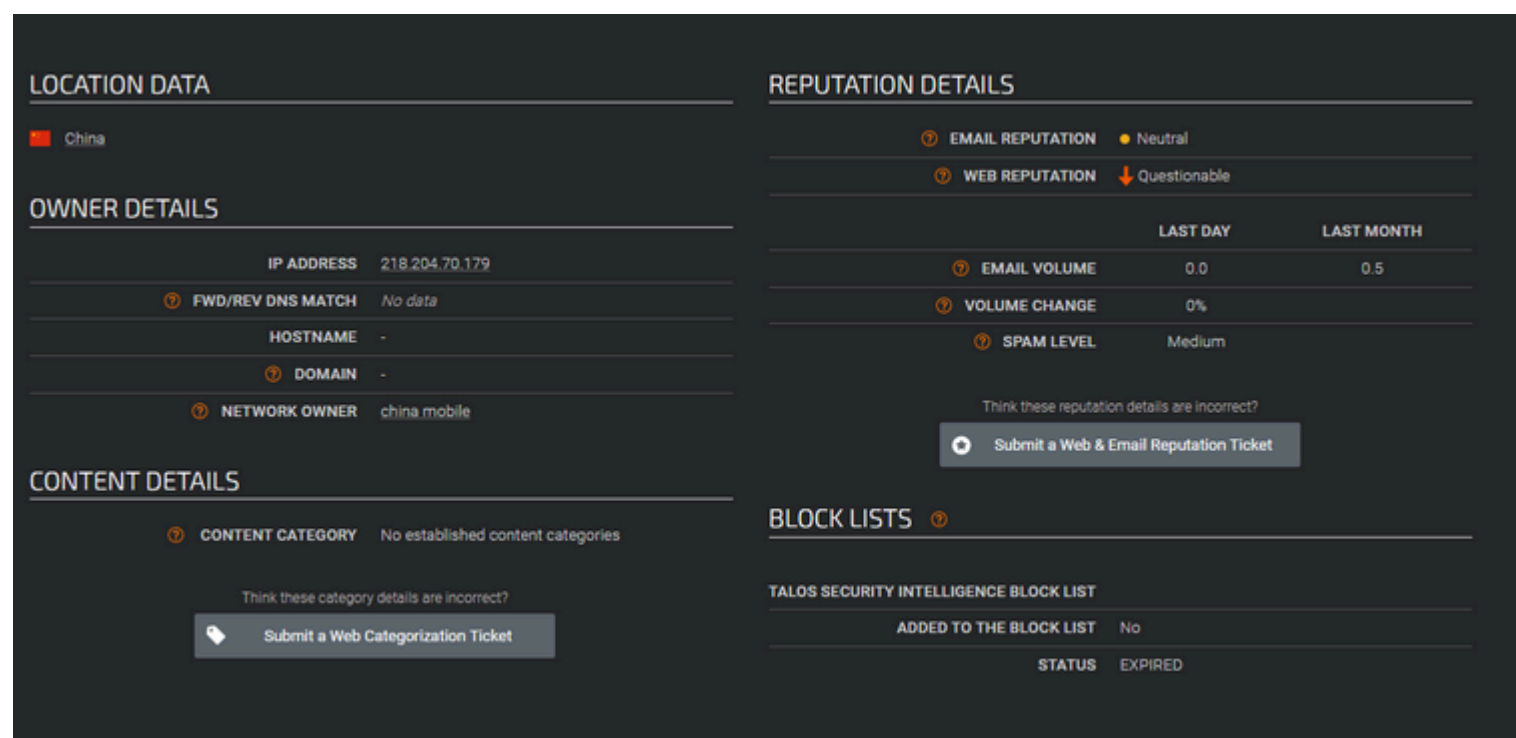 LOCATION DATA
China
OWNER DETAILS
IP ADDRESS 218.204.70.179
? FWD/REV DNS MATCH No data
HOSTNAME -
? DOMAIN -
? NETWORK OWNER china mobile
CONTENT DETAILS
? CONTENT CATEGORY No established content categories
Think these category details are incorrect?
Submit a Web Categorization Ticket
REPUTATION DETAILS
? EMAIL REPUTATION Neutral
? WEB REPUTATION Questionable
LAST DAY LAST MONTH
? EMAIL VOLUME 0.0 0.5
? VOLUME CHANGE 0%
? SPAM LEVEL Medium
Think these reputation details are incorrect?
Submit a Web & Email Reputation Ticket
BLOCK LISTS ?
TALOS SECURITY INTELLIGENCE BLOCK LIST
ADDED TO THE BLOCK LIST No
STATUS EXPIRED